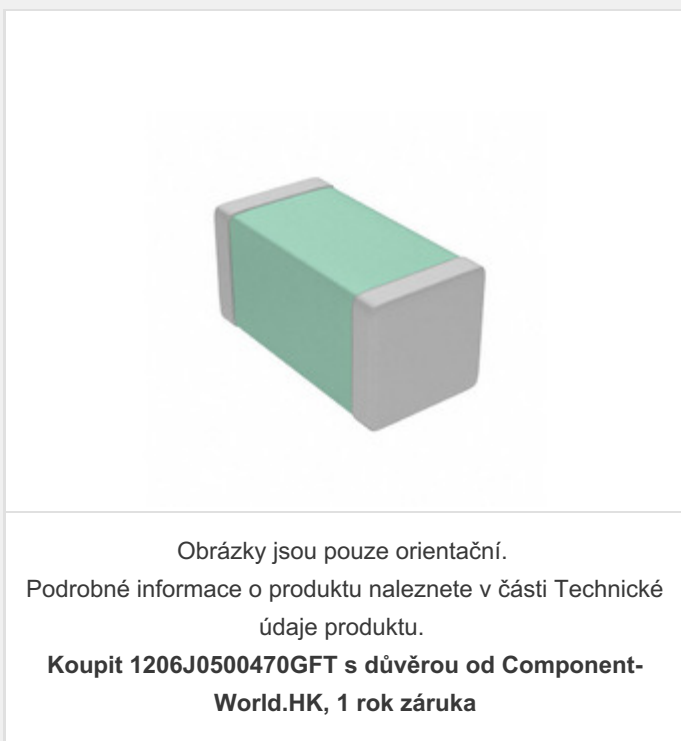 Obrázky jsou pouze orientační.
Podrobné informace o produktu naleznete v části Technické
údaje produktu.
Koupit 1206J0500470GFT s důvěrou od Component-
World.HK, 1 rok záruka